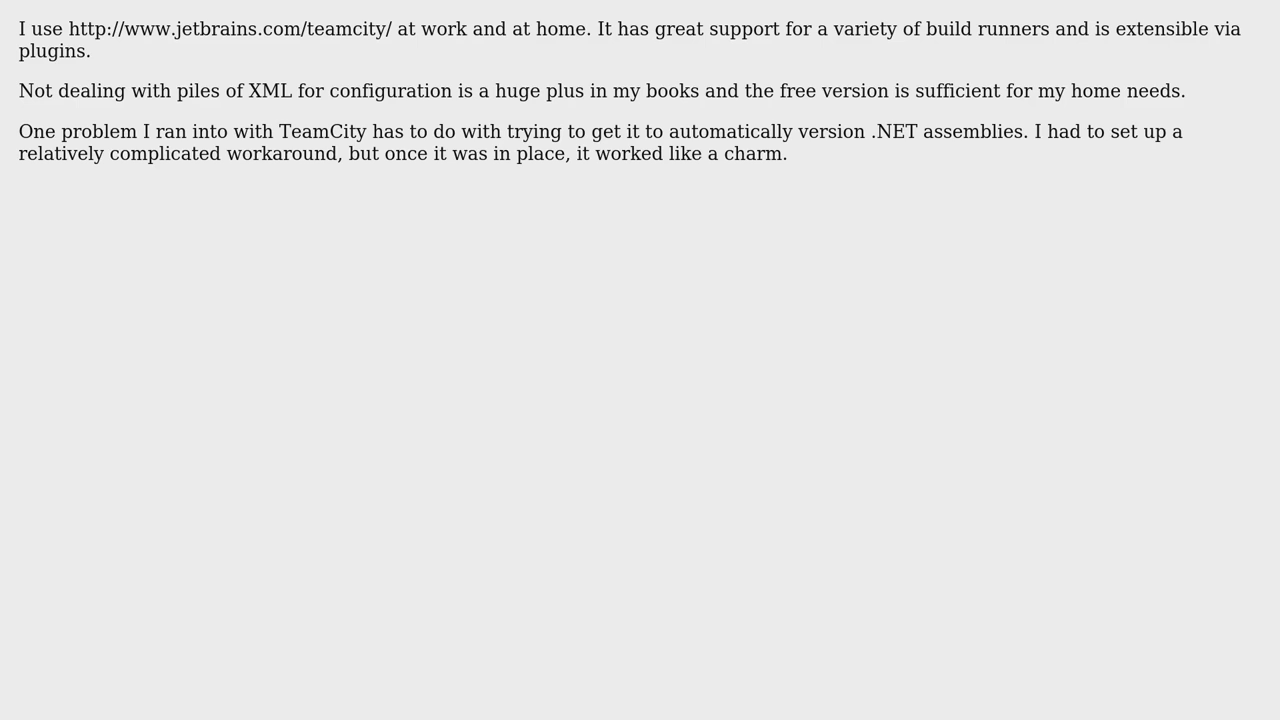 I use http://www.jetbrains.com/teamcity/ at work and at home. It has great support for a variety of build runners and is extensible via
plugins.
Not dealing with piles of XML for configuration is a huge plus in my books and the free version is sufficient for my home needs.
One problem I ran into with TeamCity has to do with trying to get it to automatically version .NET assemblies. I had to set up a
relatively complicated workaround, but once it was in place, it worked like a charm.